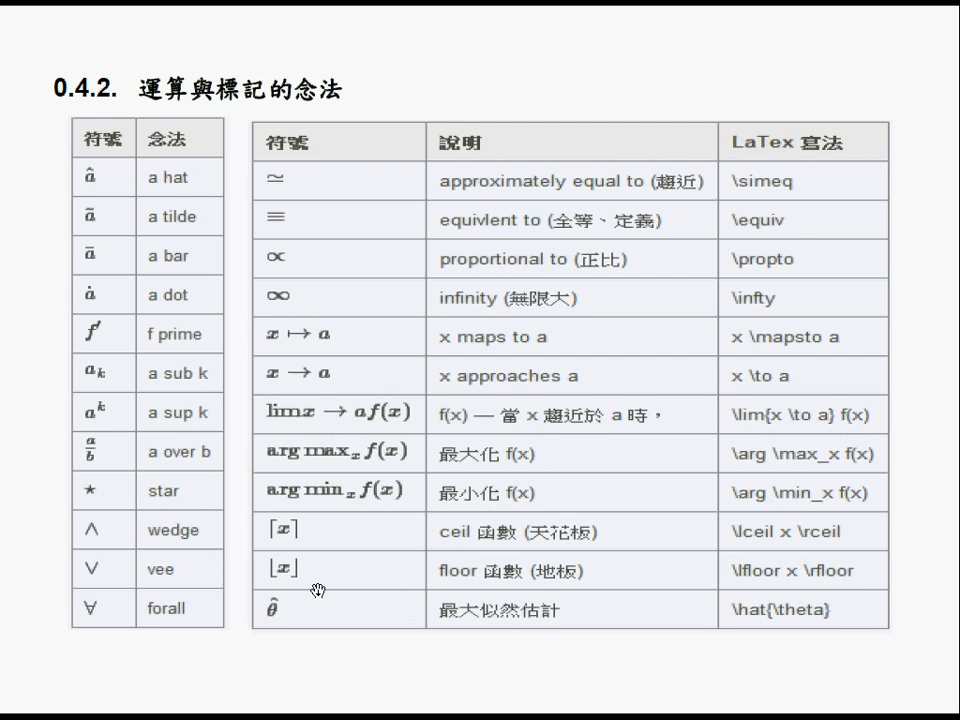 0.4.2. 運算與標記的念法
符號 念法
â a hat
ã a tilde
ā a bar
ȧ a dot
f′ f prime
aₖ a sub k
aᵏ a sup k
a/b a over b
⋆ star
∧ wedge
∨ vee
∀ forall
符號 說明 LaTex 寫法
≃ approximately equal to (趨近) \simeq
≡ equivlent to (全等、定義) \equiv
∝ proportional to (正比) \propto
∞ infinity (無限大) \infty
x ↦ a x maps to a x \mapsto a
x → a x approaches a x \to a
lim x → a f(x) f(x) — 當 x 趨近於 a 時, \lim{x \to a} f(x)
arg maxₓ f(x) 最大化 f(x) \arg \max_x f(x)
arg minₓ f(x) 最小化 f(x) \arg \min_x f(x)
⌈x⌉ ceil 函數 (天花板) \lceil x \rceil
⌊x⌋ floor 函數 (地板) \lfloor x \rfloor
θ̂ 最大似然估計 \hat{\theta}